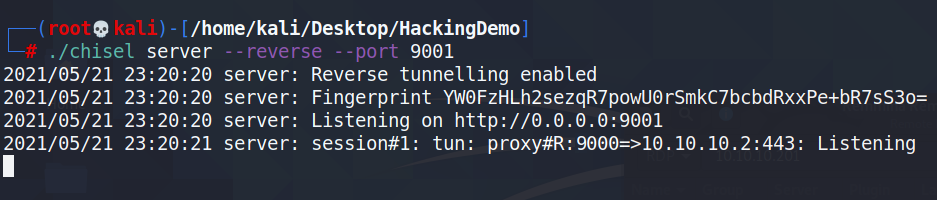 ┌──(root💀kali)-[/home/kali/Desktop/HackingDemo]
└─# ./chisel server --reverse --port 9001
2021/05/21 23:20:20 server: Reverse tunnelling enabled
2021/05/21 23:20:20 server: Fingerprint YW0FzHLh2sezqR7powU0rSmkC7bcbdRxxPe+bR7sS3o=
2021/05/21 23:20:20 server: Listening on http://0.0.0.0:9001
2021/05/21 23:20:21 server: session#1: tun: proxy#R:9000=>10.10.10.2:443: Listening